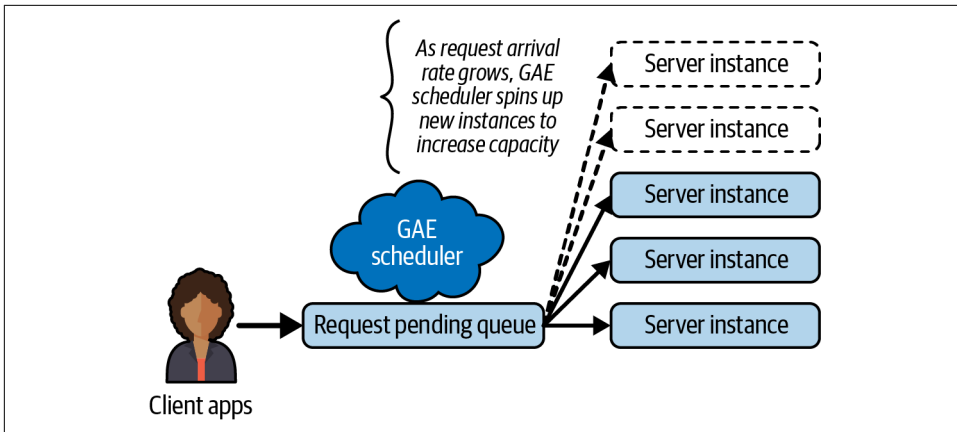 As request arrival
rate grows, GAE
scheduler spins up
new instances to
increase capacity
Server instance
Server instance
Server instance
Server instance
Server instance
GAE
scheduler
Request pending queue
Client apps